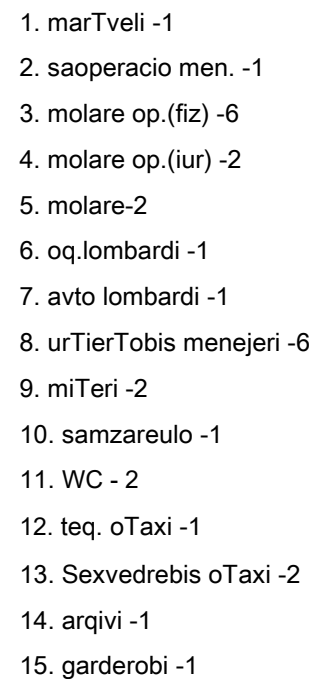 1. marTveli -1
2. saoperacio men. -1
3. molare op.(fiz) -6
4. molare op.(iur) -2
5. molare-2
6. oq.lombardi -1
7. avto lombardi -1
8. urTierTobis menejeri -6
9. miTeri -2
10. samzareulo -1
11. WC - 2
12. teq. oTaxi -1
13. Sexvedrebis oTaxi -2
14. arqivi -1
15. garderobi -1